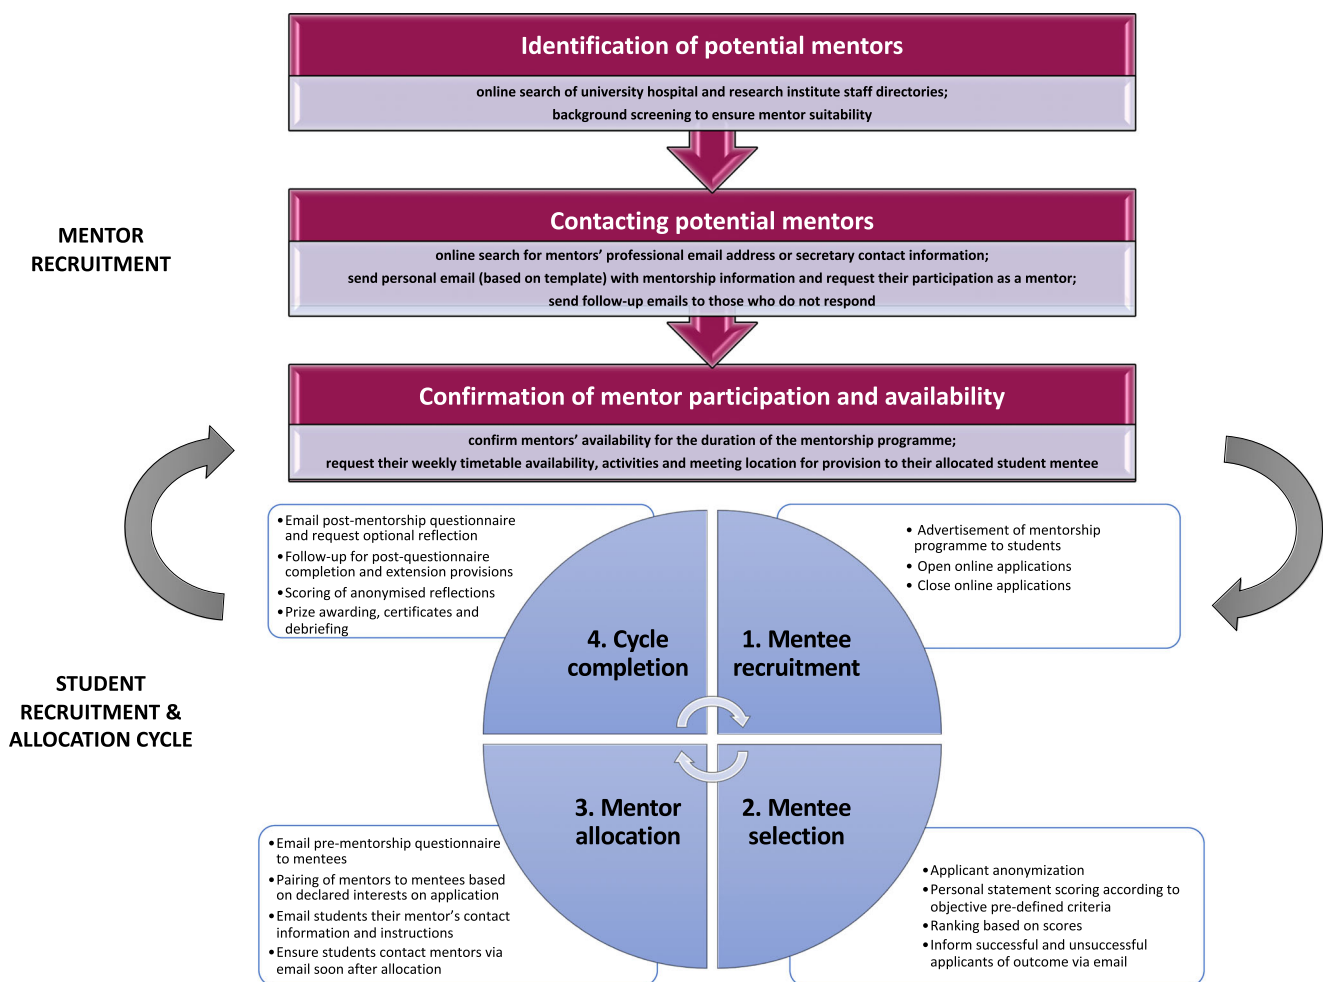 Identification of potential mentors
online search of university hospital and research institute staff directories;
background screening to ensure mentor suitability
MENTOR
RECRUITMENT
Contacting potential mentors
online search for mentors’ professional email address or secretary contact information;
send personal email (based on template) with mentorship information and request their participation as a mentor;
send follow-up emails to those who do not respond
Confirmation of mentor participation and availability
confirm mentors’ availability for the duration of the mentorship programme;
request their weekly timetable availability, activities and meeting location for provision to their allocated student mentee
STUDENT
RECRUITMENT &
ALLOCATION CYCLE
1. Mentee
recruitment
• Advertisement of mentorship
programme to students
• Open online applications
• Close online applications
2. Mentee
selection
•Applicant anonymization
•Personal statement scoring according to
objective pre-defined criteria
•Ranking based on scores
•Inform successful and unsuccessful
applicants of outcome via email
3. Mentor
allocation
•Email pre-mentorship questionnaire
to mentees
•Pairing of mentors to mentees based
on declared interests on application
•Email students their mentor’s contact
information and instructions
•Ensure students contact mentors via
email soon after allocation
4. Cycle
completion
•Email post-mentorship questionnaire
and request optional reflection
•Follow-up for post-questionnaire
completion and extension provisions
•Scoring of anonymised reflections
•Prize awarding, certificates and
debriefing